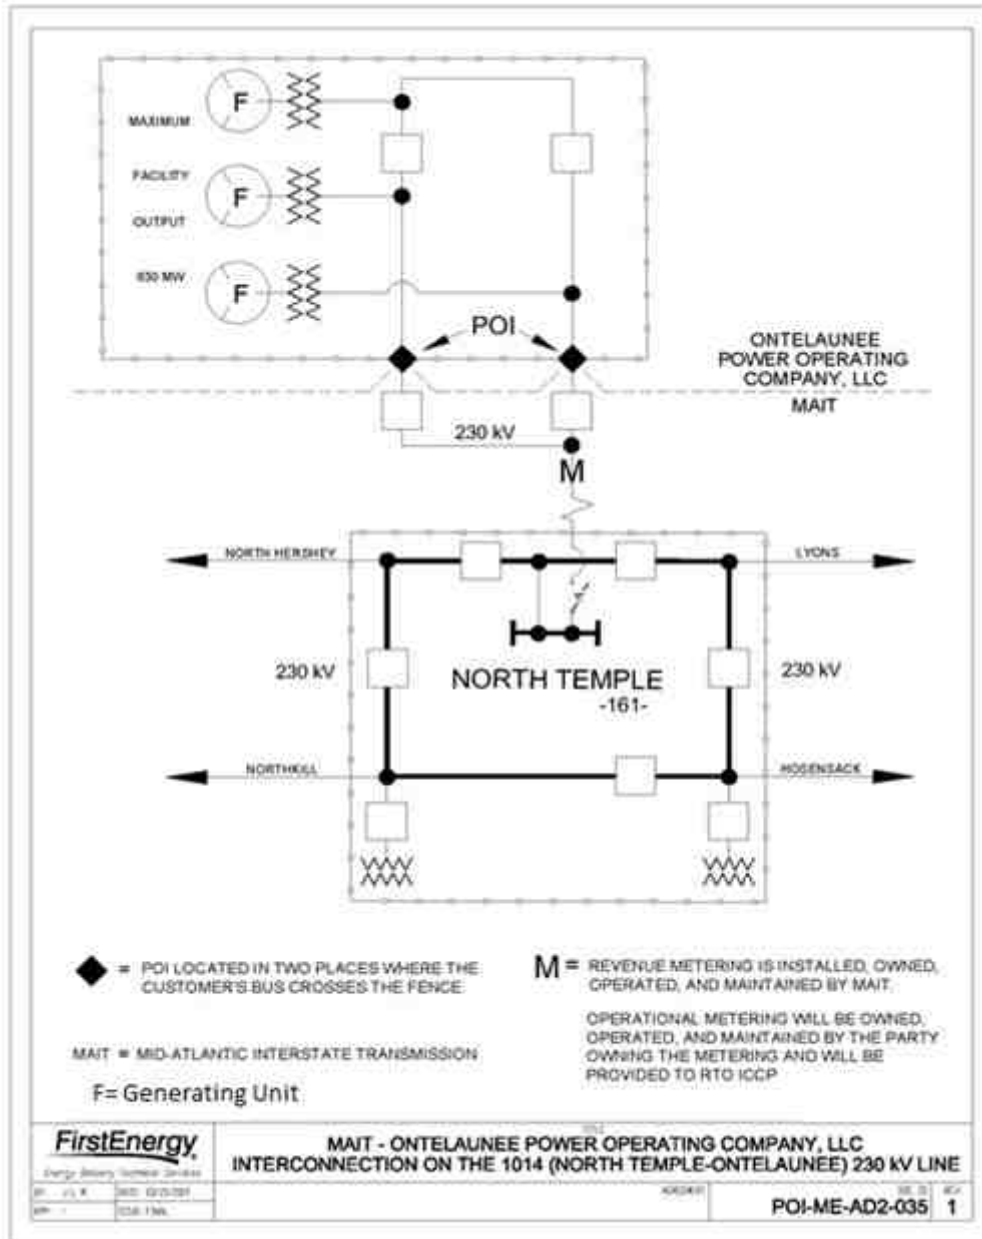 F
MAXIMUM
FACILITY
F
OUTPUT
F
POI
ONTELAUNEE
POWER OPERATING
COMPANY, LLC
MAIT
230 kV
M
NORTH HERSHEY
LYONS
230 kV
230 kV
NORTH TEMPLE
-161-
NORTHKILL
HOSENSACK
= POI LOCATED IN TWO PLACES WHERE THE
CUSTOMER'S BUS CROSSES THE FENCE.
M = REVENUE METERING IS INSTALLED, OWNED,
OPERATED, AND MAINTAINED BY MAIT.
OPERATIONAL METERING WILL BE OWNED,
OPERATED, AND MAINTAINED BY THE PARTY
OWNING THE METERING AND WILL BE
PROVIDED TO RTO ICCP
MAIT = MID-ATLANTIC INTERSTATE TRANSMISSION
F= Generating Unit
FirstEnergy
TITLE
MAIT - ONTELAUNEE POWER OPERATING COMPANY, LLC
INTERCONNECTION ON THE 1014 (NORTH TEMPLE-ONTELAUNEE) 230 kV LINE
POI-ME-AD2-035
1